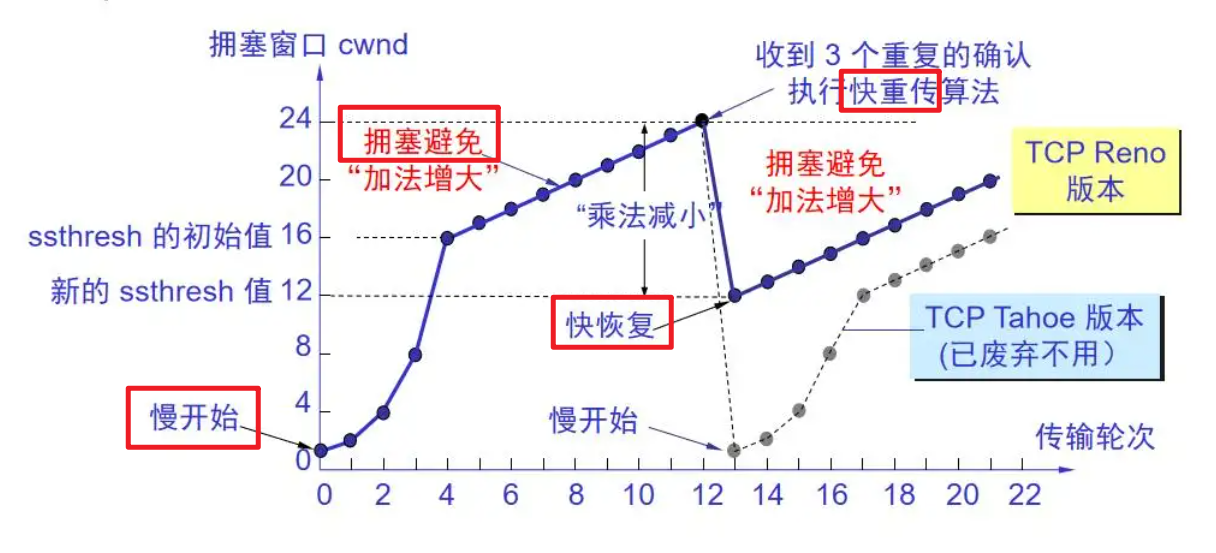 拥塞窗口 cwnd
收到 3 个重复的确认
执行快重传算法
24
拥塞避免
“加法增大”
拥塞避免
“加法增大”
TCP Reno
版本
20
“乘法减小”
ssthresh 的初始值 16
新的 ssthresh 值 12
快恢复
TCP Tahoe 版本
(已废弃不用）
8
4
慢开始
慢开始
传输轮次
0
0 2 4 6 8 10 12 14 16 18 20 22